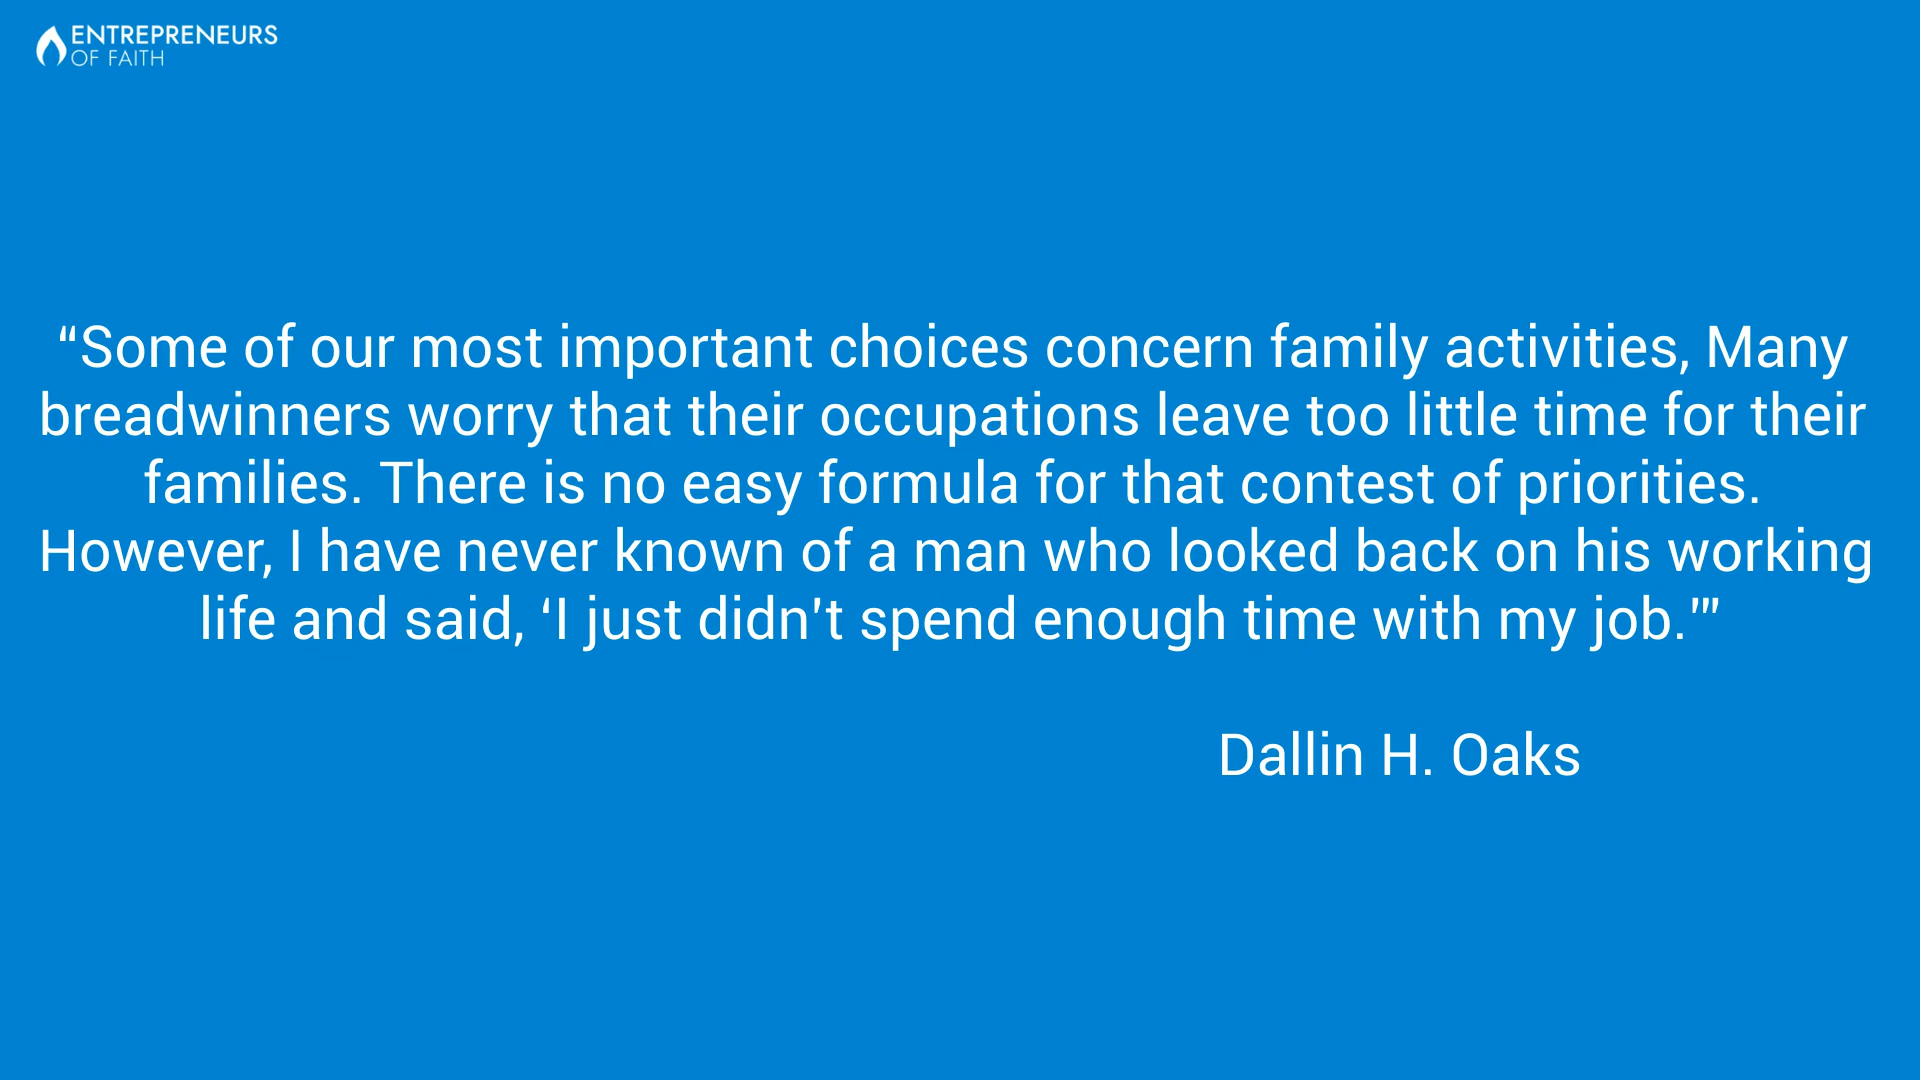 ENTREPRENEURS
OF FAITH
“Some of our most important choices concern family activities, Many
breadwinners worry that their occupations leave too little time for their
families. There is no easy formula for that contest of priorities.
However, I have never known of a man who looked back on his working
life and said, ‘I just didn’t spend enough time with my job.’”
Dallin H. Oaks